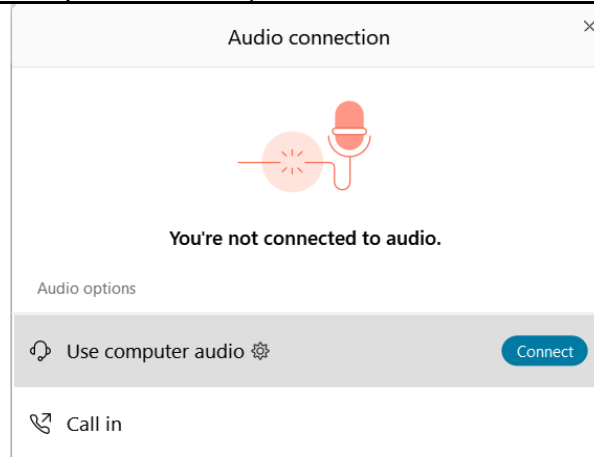 Audio connection
You're not connected to audio.
Audio options
Use computer audio
Connect
Call in